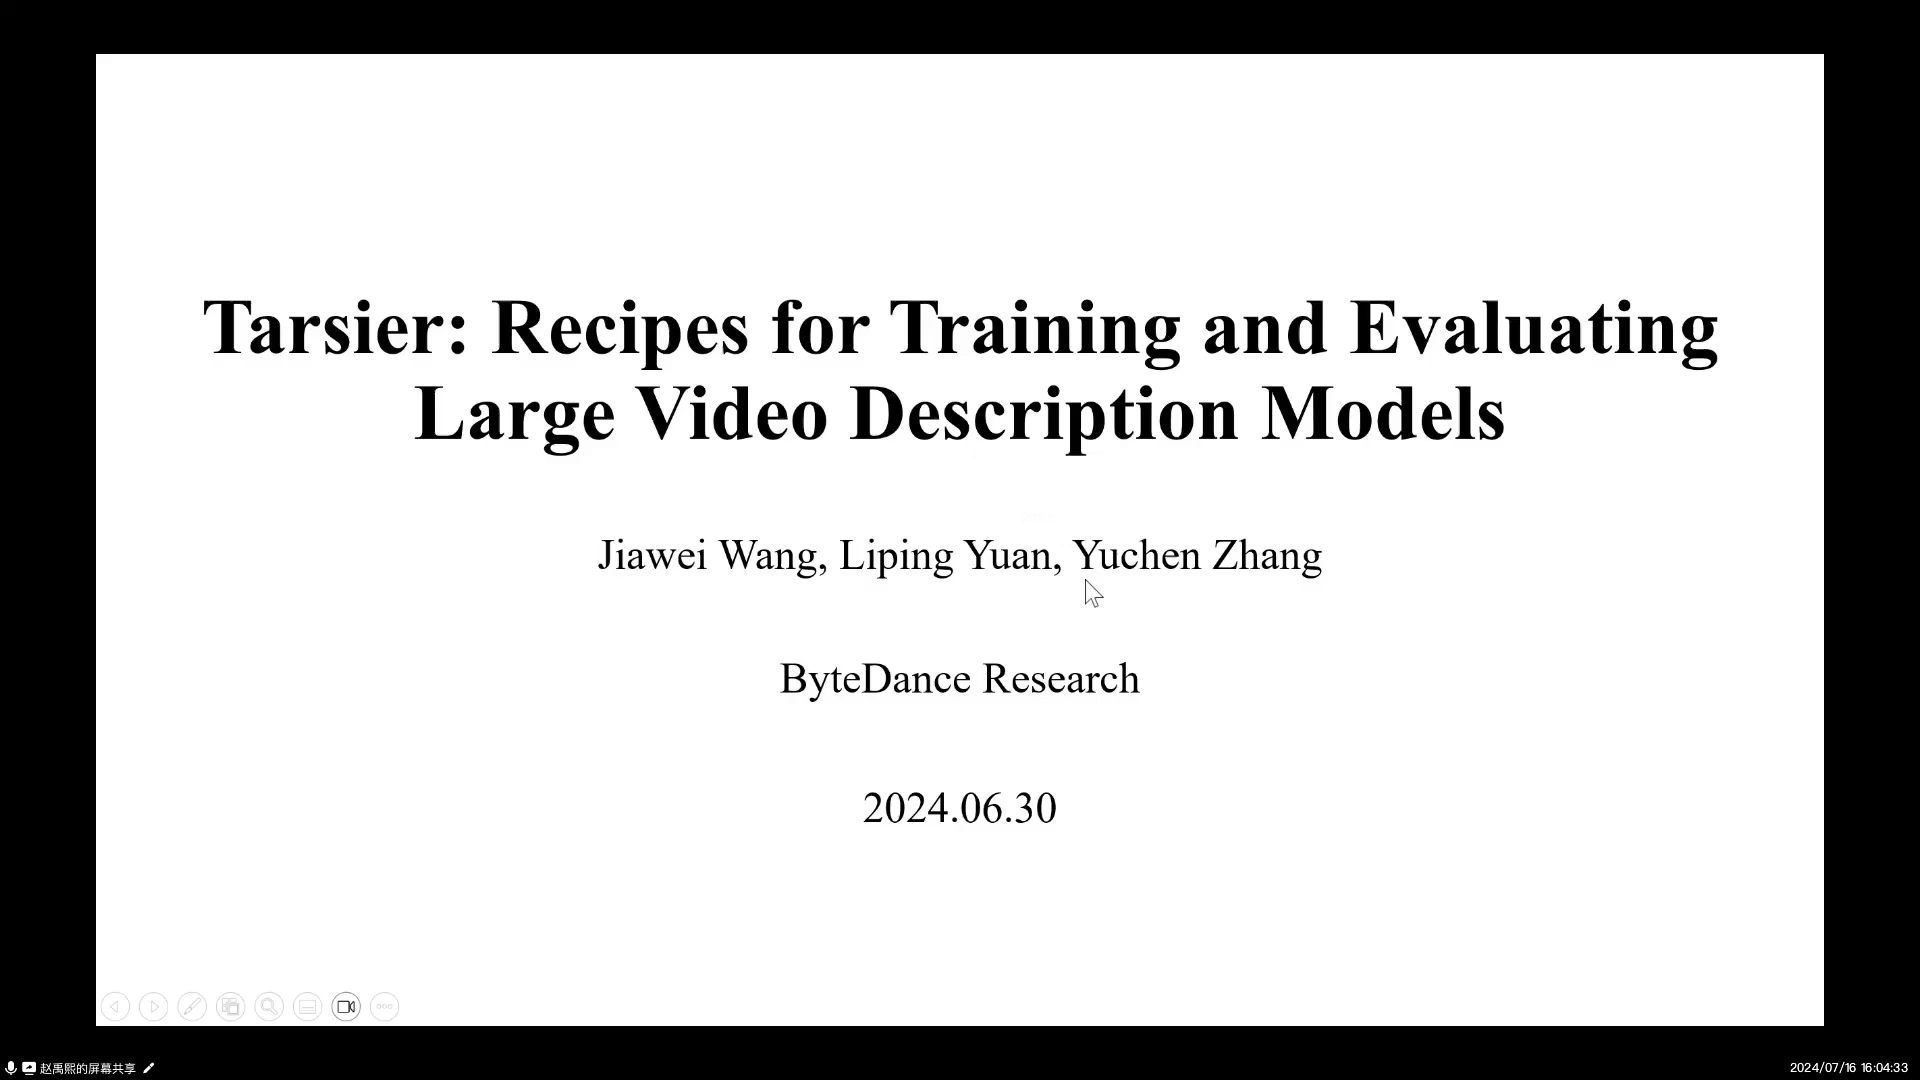 Tarsier: Recipes for Training and Evaluating
Large Video Description Models
Jiawei Wang, Liping Yuan, Yuchen Zhang
ByteDance Research
2024.06.30
赵禹熙的屏幕共享
2024/07/16 16:04:33